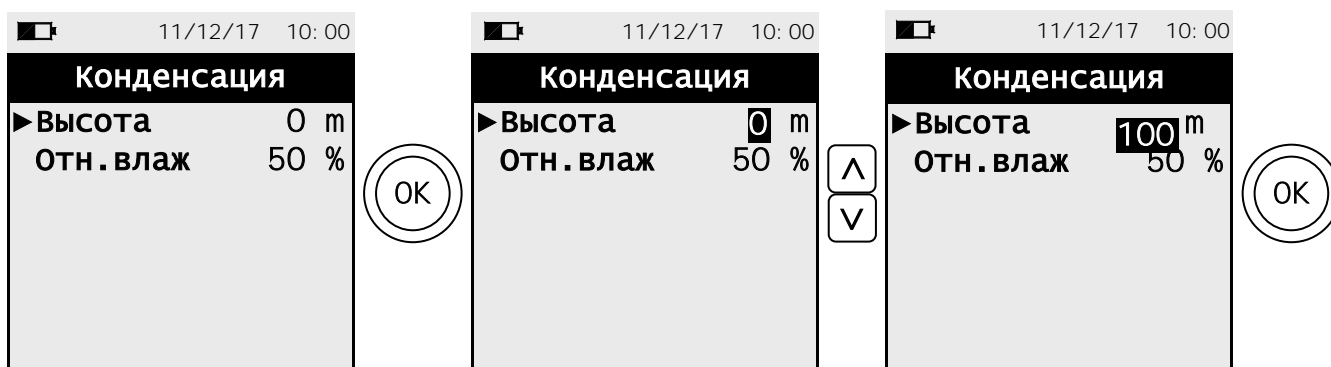 11/12/17 10:00
Конденсация
►Высота 0 m
Отн.влаж 50 %
OK
11/12/17 10:00
Конденсация
►Высота 0 m
Отн.влаж 50 %
11/12/17 10:00
Конденсация
►Высота 100 m
Отн.влаж 50 %
OK